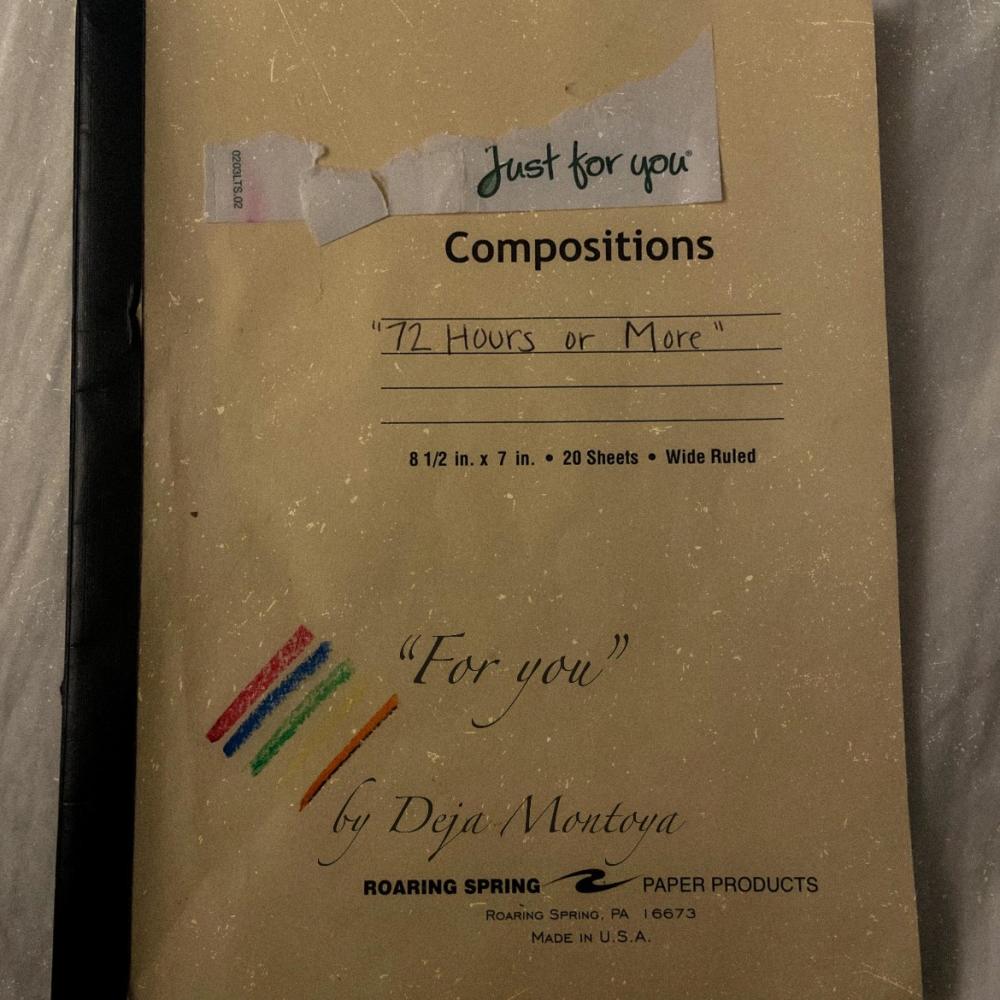 Just for you®
0203LTS.02
Compositions
"72 Hours or More"
8 1/2 in. x 7 in. • 20 Sheets • Wide Ruled
“For you”
by Deja Montoya
ROARING SPRING PAPER PRODUCTS
ROARING SPRING, PA 16673
MADE IN U.S.A.